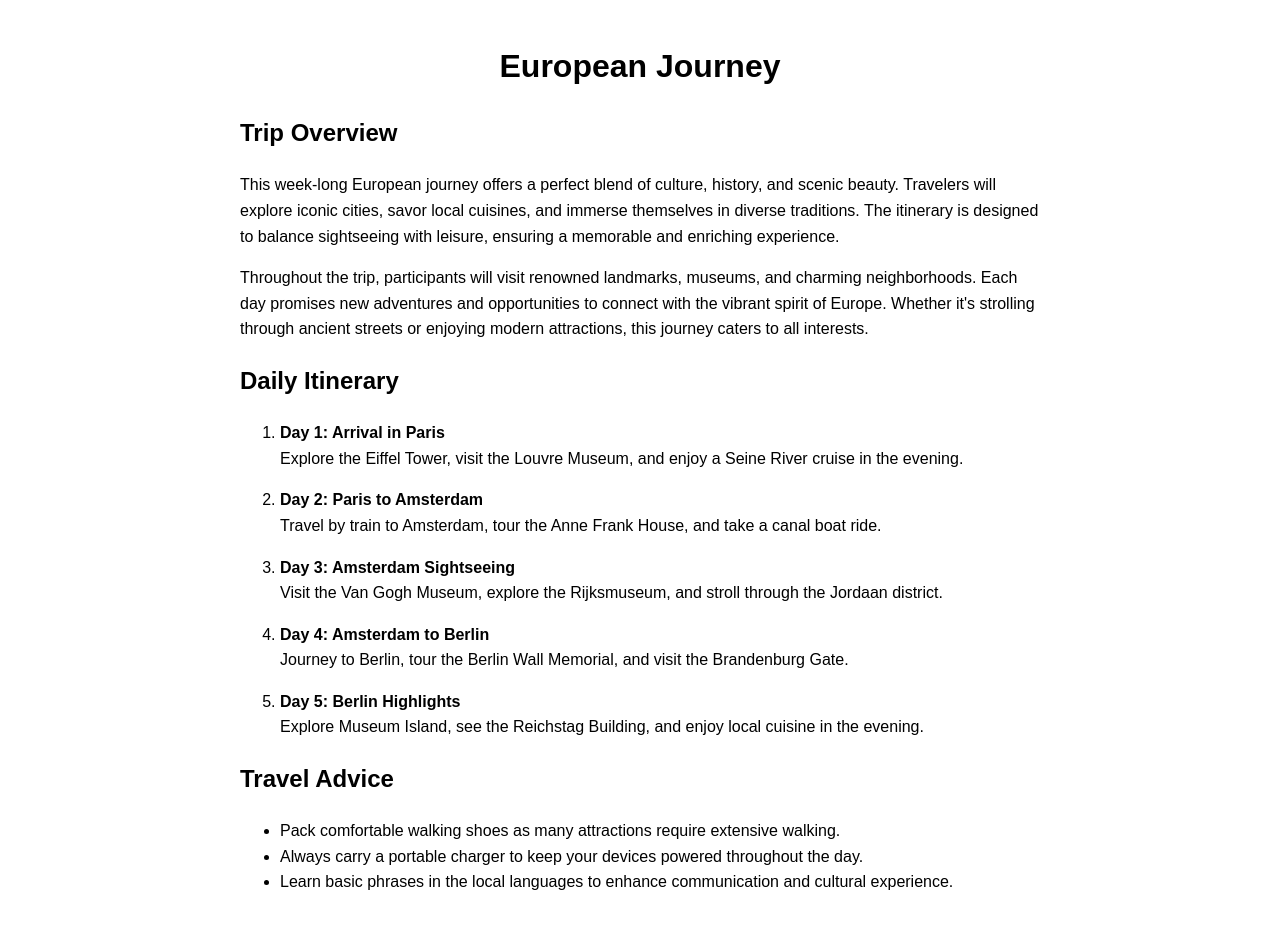 European Journey
Trip Overview
This week-long European journey offers a perfect blend of culture, history, and scenic beauty. Travelers will
explore iconic cities, savor local cuisines, and immerse themselves in diverse traditions. The itinerary is designed
to balance sightseeing with leisure, ensuring a memorable and enriching experience.
Throughout the trip, participants will visit renowned landmarks, museums, and charming neighborhoods. Each
day promises new adventures and opportunities to connect with the vibrant spirit of Europe. Whether it's strolling
through ancient streets or enjoying modern attractions, this journey caters to all interests.
Daily Itinerary
1. Day 1: Arrival in Paris
Explore the Eiffel Tower, visit the Louvre Museum, and enjoy a Seine River cruise in the evening.
2. Day 2: Paris to Amsterdam
Travel by train to Amsterdam, tour the Anne Frank House, and take a canal boat ride.
3. Day 3: Amsterdam Sightseeing
Visit the Van Gogh Museum, explore the Rijksmuseum, and stroll through the Jordaan district.
4. Day 4: Amsterdam to Berlin
Journey to Berlin, tour the Berlin Wall Memorial, and visit the Brandenburg Gate.
5. Day 5: Berlin Highlights
Explore Museum Island, see the Reichstag Building, and enjoy local cuisine in the evening.
Travel Advice
• Pack comfortable walking shoes as many attractions require extensive walking.
• Always carry a portable charger to keep your devices powered throughout the day.
• Learn basic phrases in the local languages to enhance communication and cultural experience.